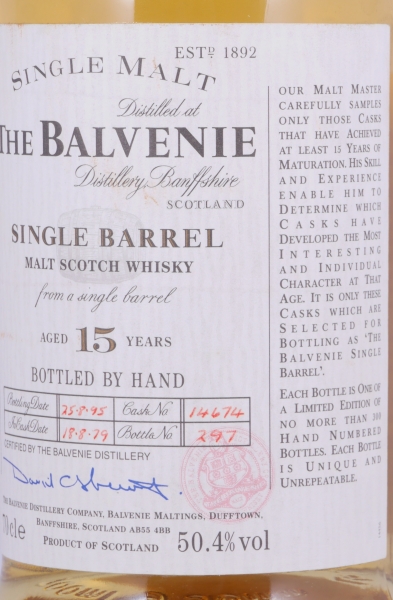 ESTD 1892
SINGLE MALT
Distilled at
THE BALVENIE
Distillery, Banffshire
SCOTLAND
SINGLE BARREL
MALT SCOTCH WHISKY
from a single barrel
AGED 15 YEARS
BOTTLED BY HAND
Bottling Date 25·8·95 Cask No 14674
In Cask Date 18·8·79 Bottle No 297
CERTIFIED BY THE BALVENIE DISTILLERY
THE BALVENIE DISTILLERY COMPANY, BALVENIE MALTINGS, DUFFTOWN,
BANFFSHIRE, SCOTLAND AB55 4BB
70cl e PRODUCT OF SCOTLAND 50.4%vol
OUR MALT MASTER
CAREFULLY SAMPLES
ONLY THOSE CASKS
THAT HAVE ACHIEVED
AT LEAST 15 YEARS OF
MATURATION. HIS SKILL
AND EXPERIENCE
ENABLE HIM TO
DETERMINE WHICH
CASKS HAVE
DEVELOPED THE MOST
INTERESTING
AND INDIVIDUAL
CHARACTER AT THAT
AGE. IT IS ONLY THESE
CASKS WHICH ARE
SELECTED FOR
BOTTLING AS 'THE
BALVENIE SINGLE
BARREL'.
EACH BOTTLE IS ONE OF
A LIMITED EDITION OF
NO MORE THAN
HAND NUMBERED
BOTTLES. EACH BOTTLE
IS UNIQUE AND
UNREPEATABLE.